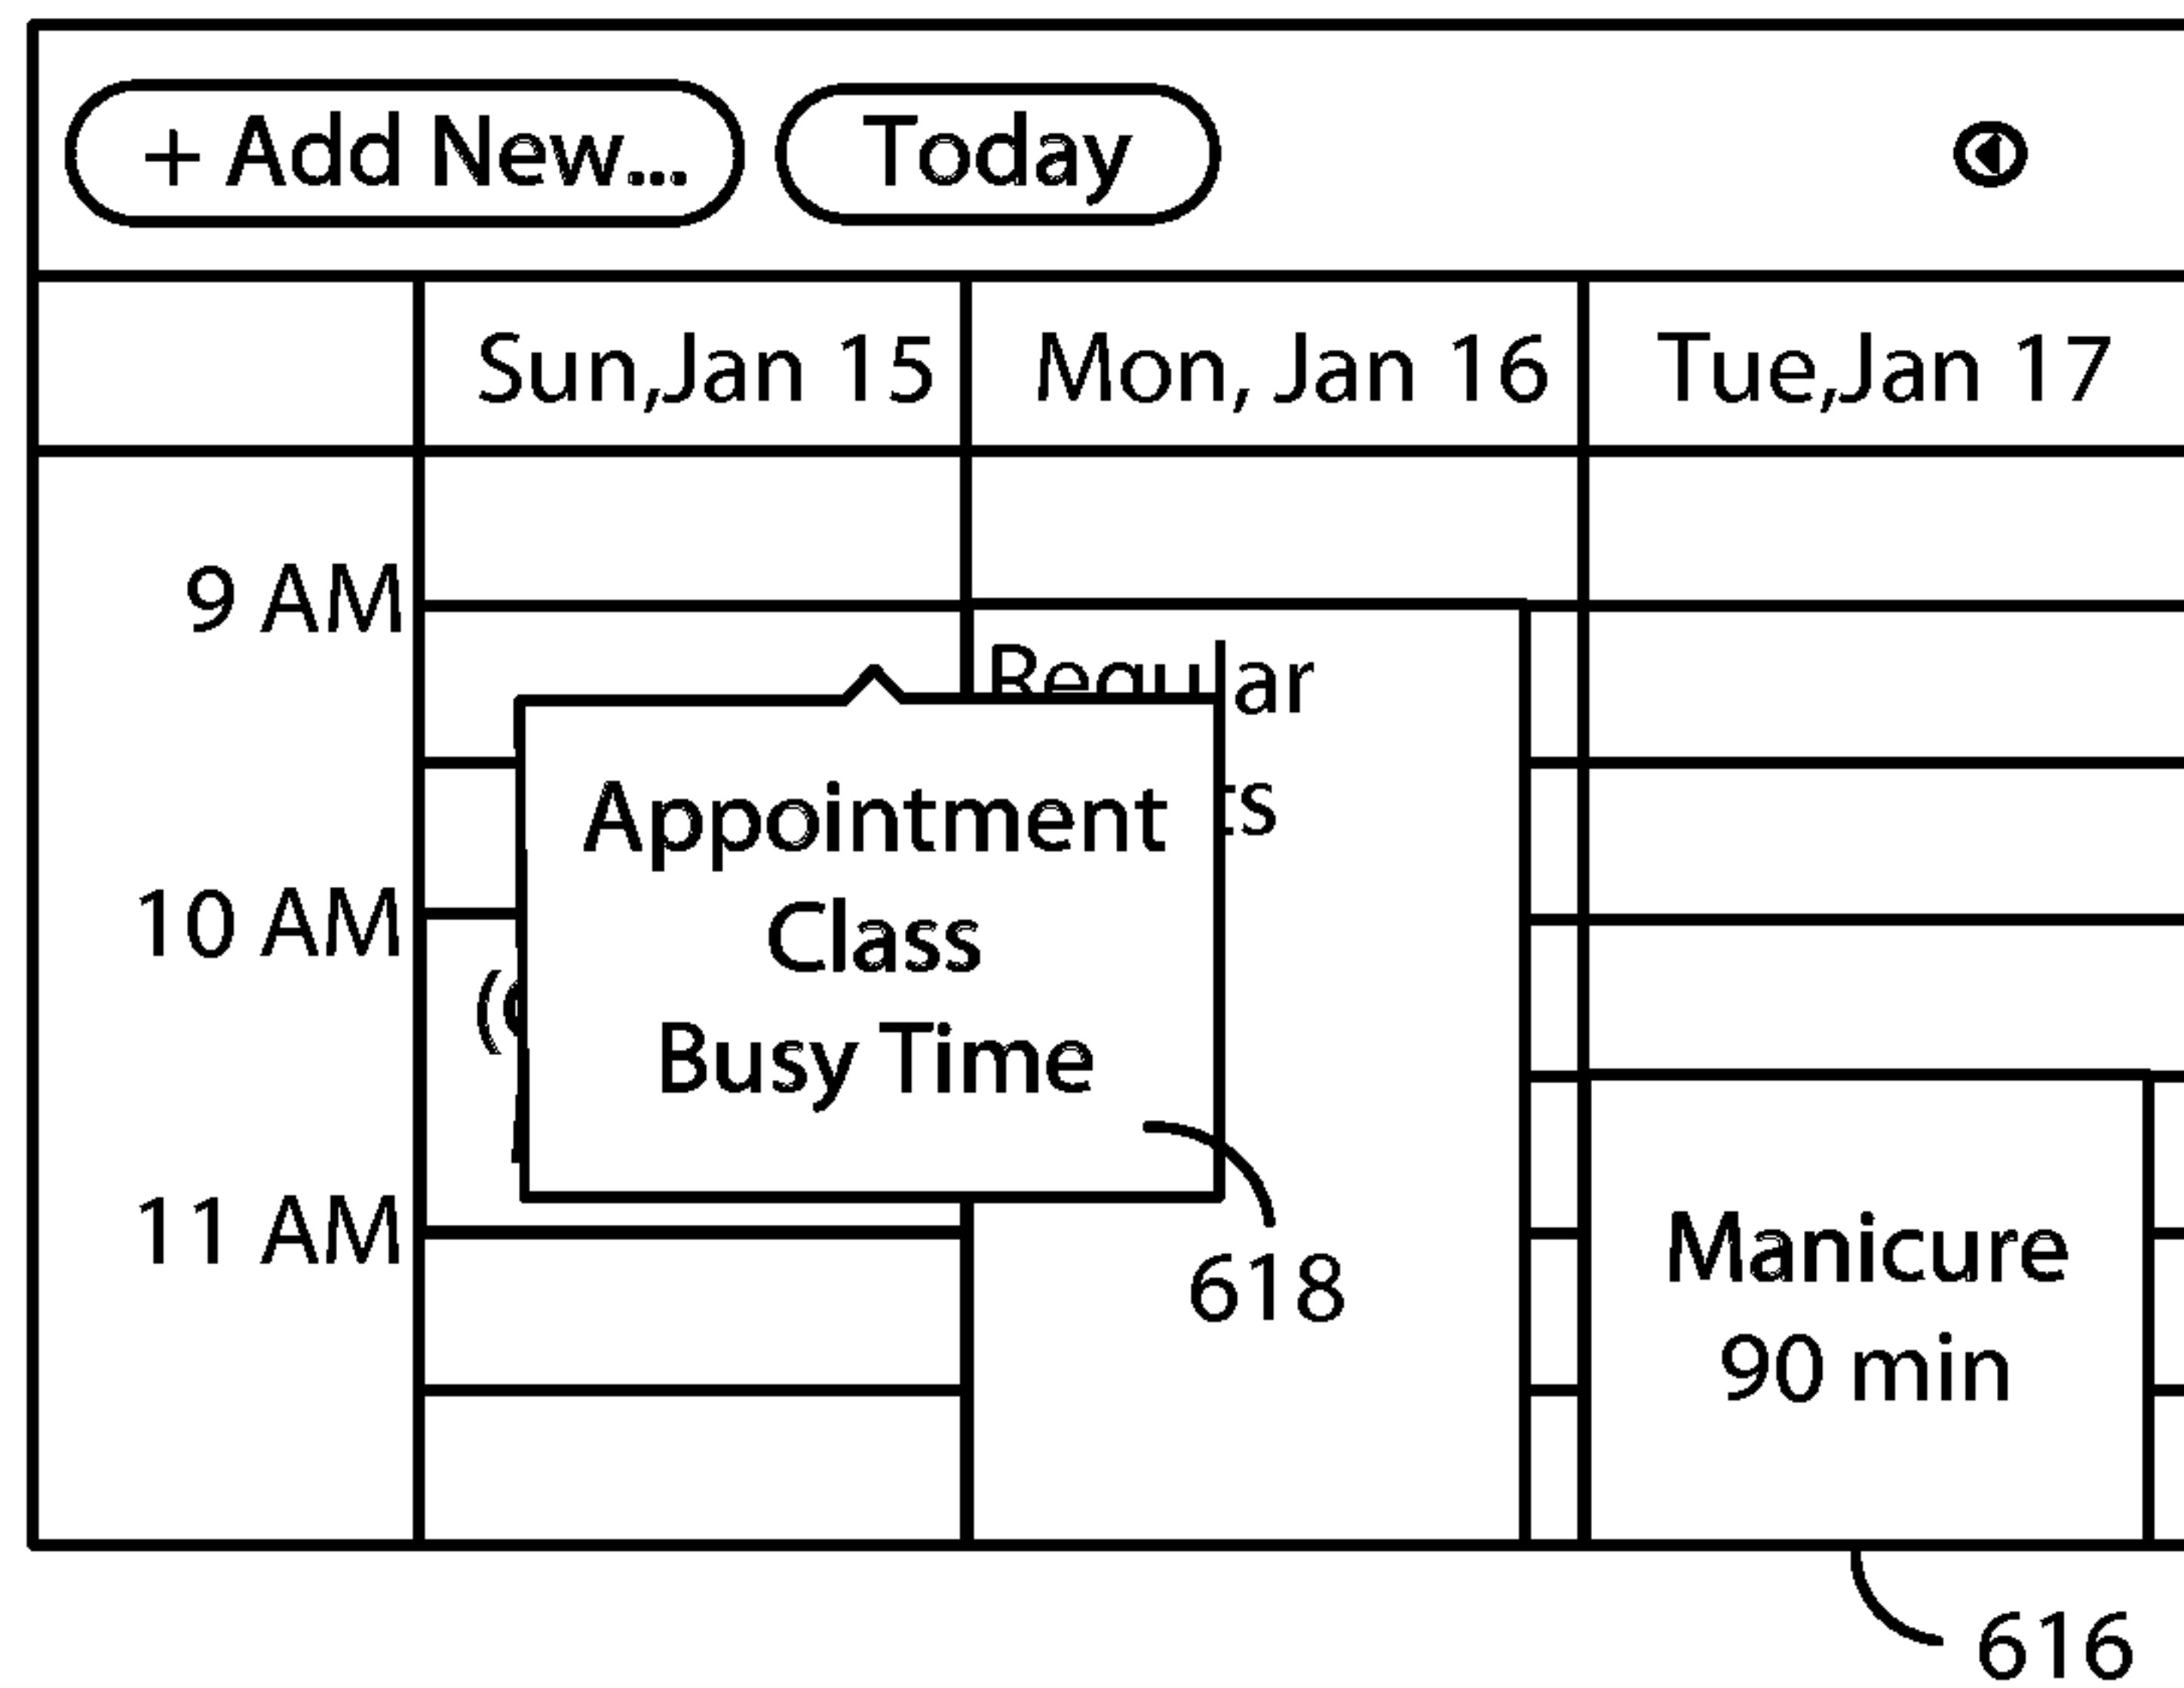 + Add New... Today
Sun,Jan 15 Mon, Jan 16 Tue,Jan 17
9 AM
Regular
Appointment
Class
Busy Time
10 AM
11 AM
618
Manicure
90 min
616